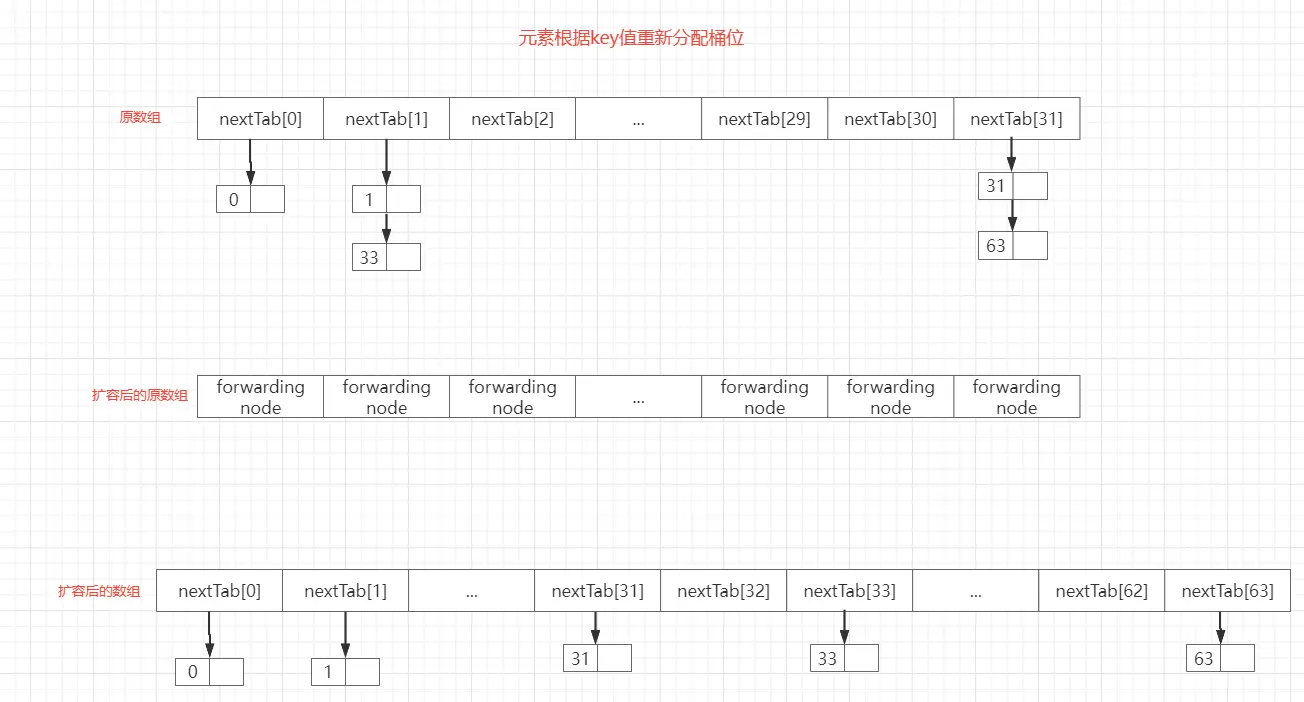 元素根据key值重新分配桶位
原数组
nextTab[0] nextTab[1] nextTab[2] ... nextTab[29] nextTab[30] nextTab[31]
0 1 31
33 63
扩容后的原数组
forwarding node forwarding node forwarding node ... forwarding node forwarding node forwarding node
扩容后的数组
nextTab[0] nextTab[1] ... nextTab[31] nextTab[32] nextTab[33] ... nextTab[62] nextTab[63]
0 1 31 33 63